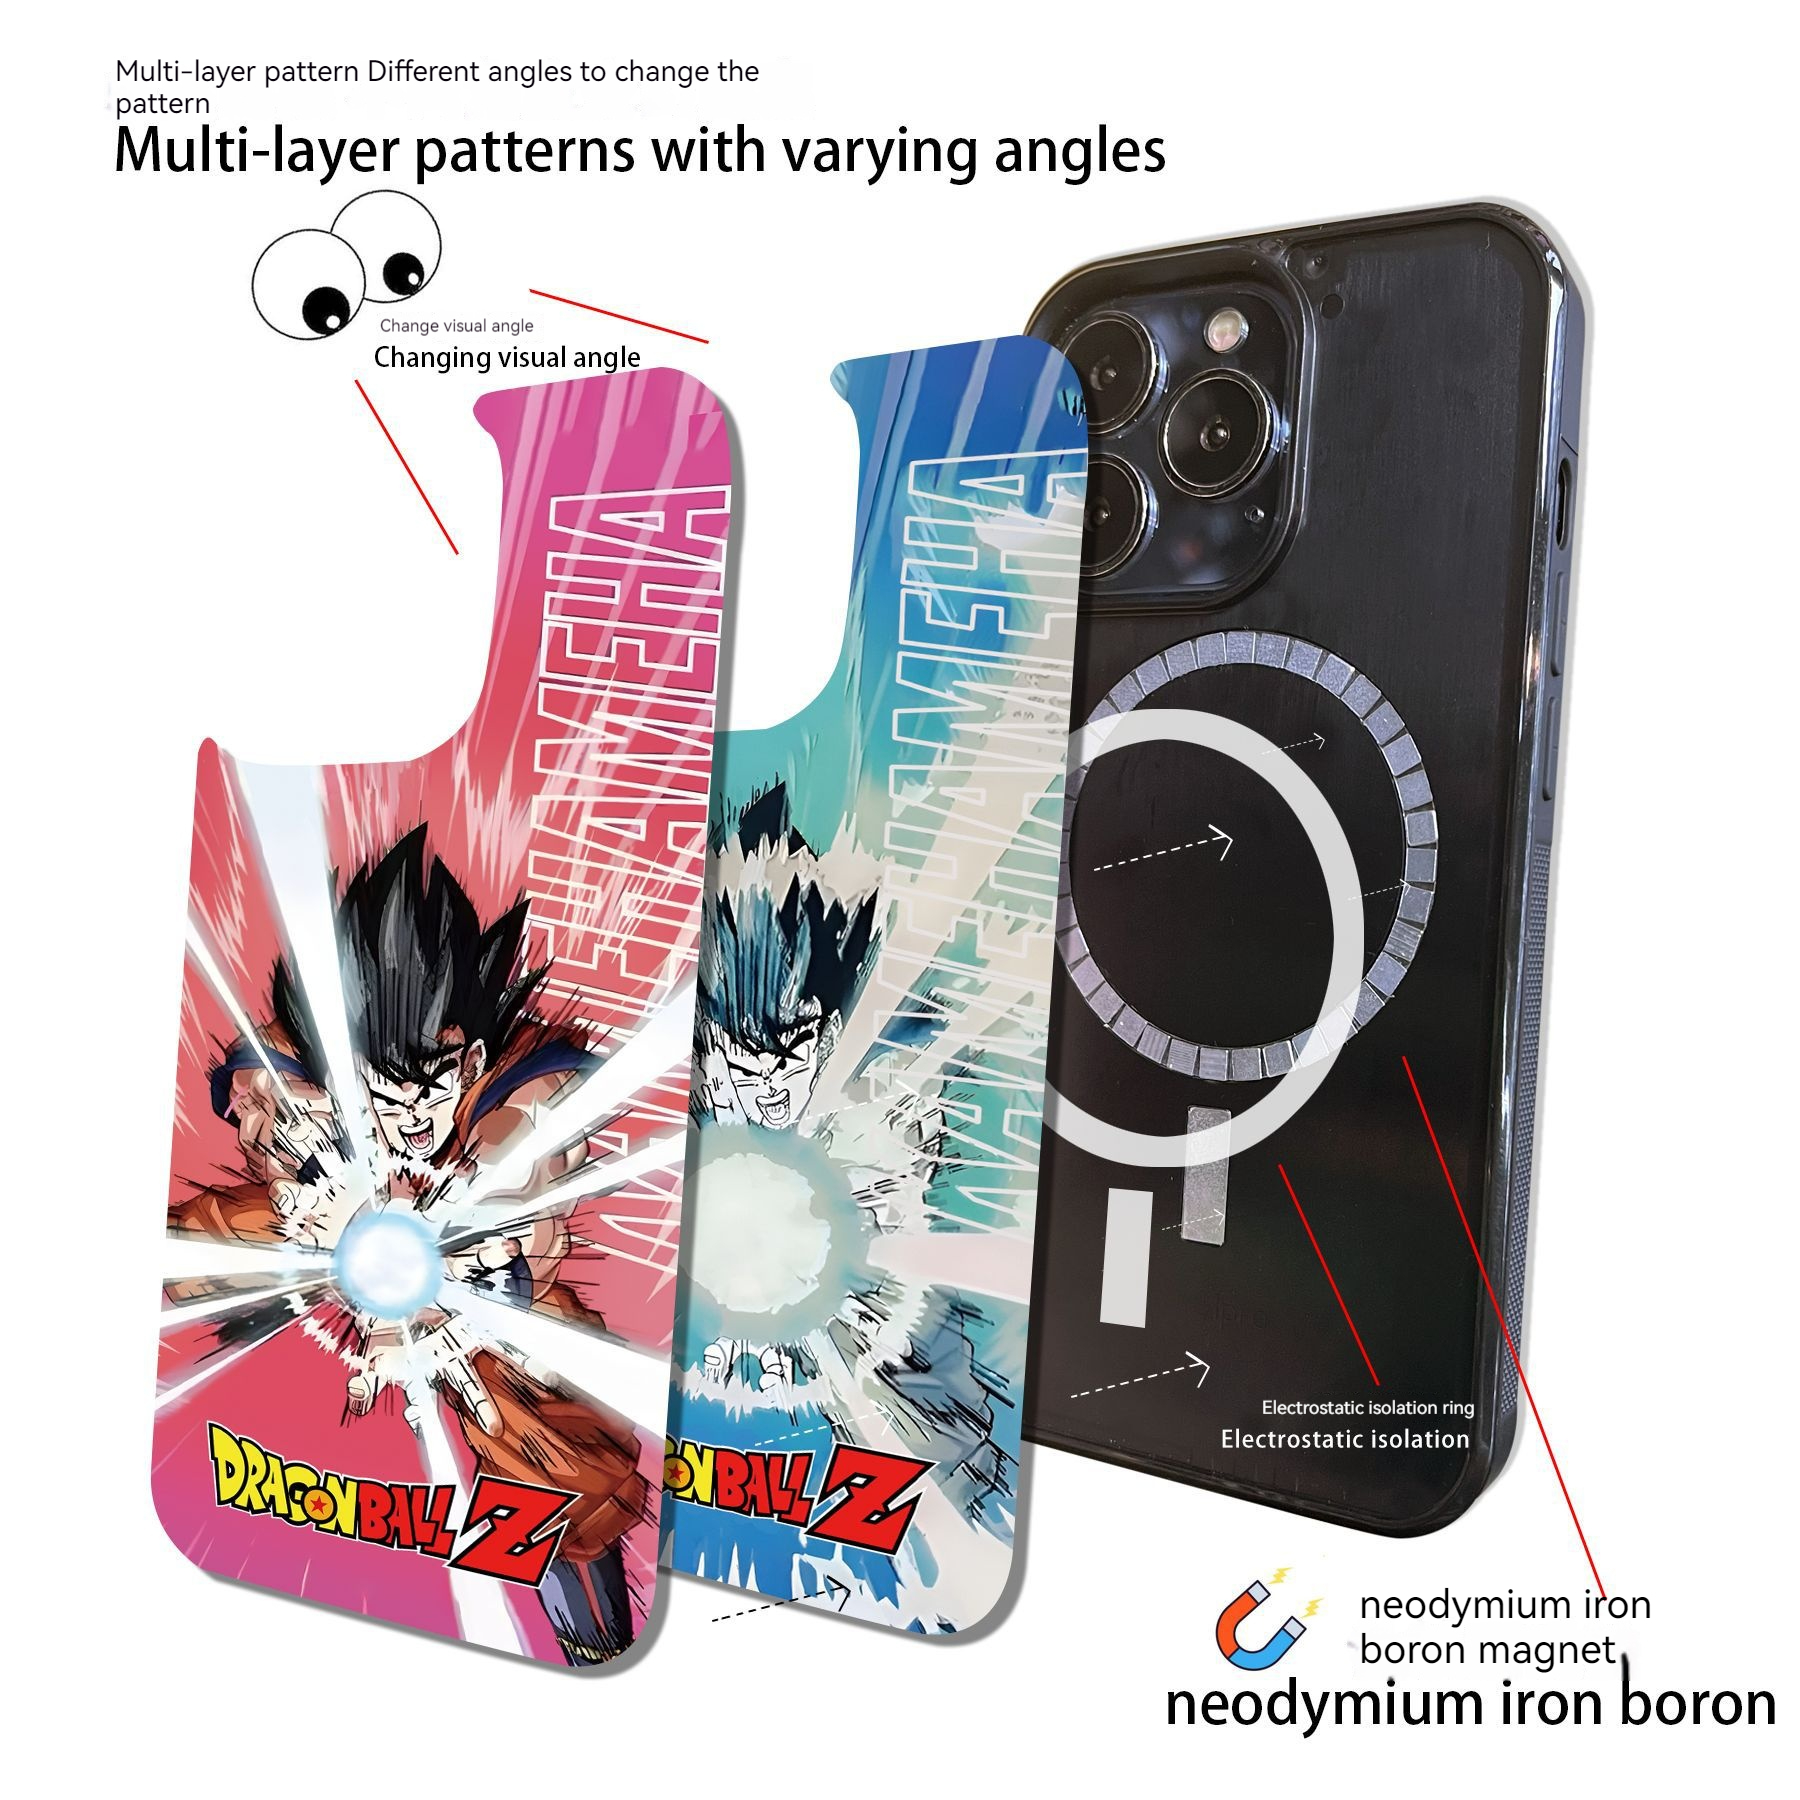 Multi-layer pattern Different angles to change the
pattern
Multi-layer patterns with varying angles
Change visual angle
Changing visual angle
KAMEHAMEHA
KAMEHAMEHA
DRAGON BALL Z
ONBALL Z
Electrostatic isolation ring
Electrostatic isolation
neodymium iron
boron magnet
neodymium iron boron